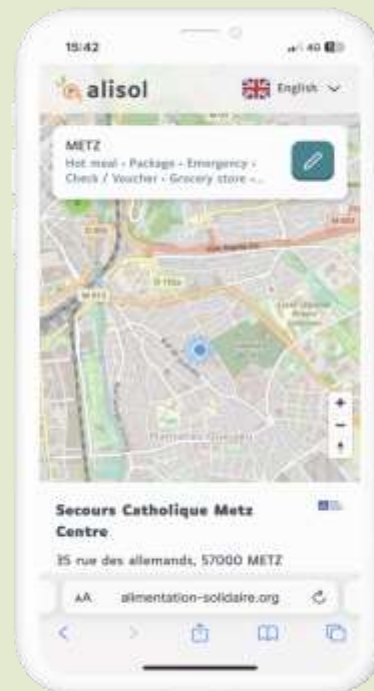 15:42
4G
alisol
English
METZ
Hot meal - Package - Emergency -
Check / Voucher - Grocery store -...
Secours Catholique Metz
Centre
35 rue des allemands, 57000 METZ
AA alimentation-solidaire.org